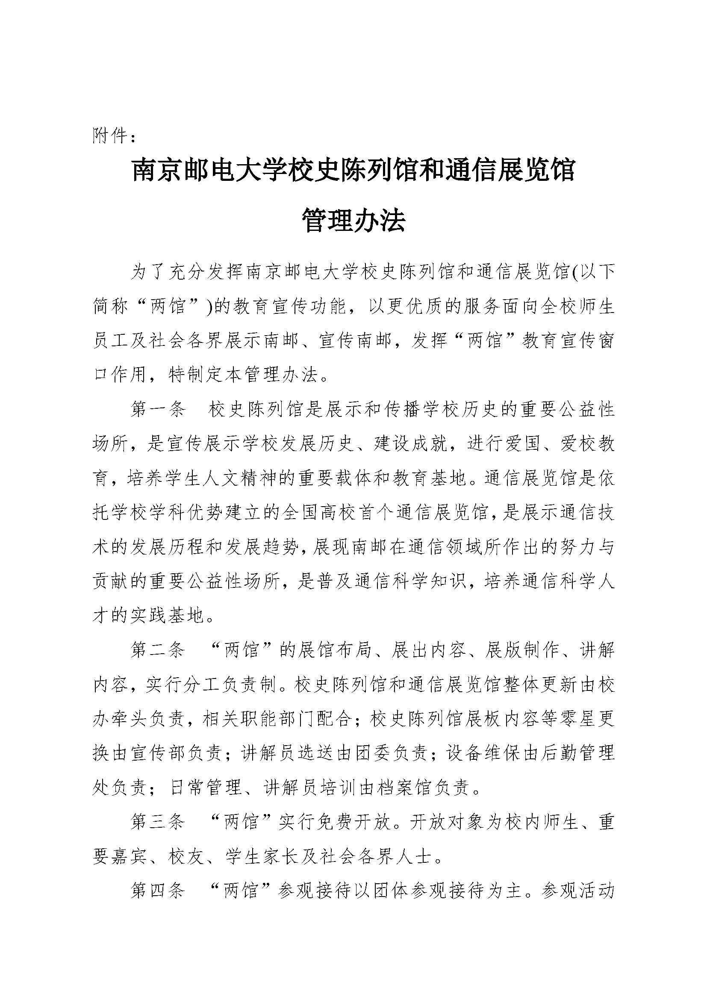 附件：
南京邮电大学校史陈列馆和通信展览馆
管理办法
为了充分发挥南京邮电大学校史陈列馆和通信展览馆(以下
简称“两馆”)的教育宣传功能，以更优质的服务面向全校师生
员工及社会各界展示南邮、宣传南邮，发挥“两馆”教育宣传窗
口作用，特制定本管理办法。
第一条　校史陈列馆是展示和传播学校历史的重要公益性
场所，是宣传展示学校发展历史、建设成就，进行爱国、爱校教
育，培养学生人文精神的重要载体和教育基地。通信展览馆是依
托学校学科优势建立的全国高校首个通信展览馆，是展示通信技
术的发展历程和发展趋势，展现南邮在通信领域所作出的努力与
贡献的重要公益性场所，是普及通信科学知识，培养通信科学人
才的实践基地。
第二条　“两馆”的展馆布局、展出内容、展版制作、讲解
内容，实行分工负责制。校史陈列馆和通信展览馆整体更新由校
办牵头负责，相关职能部门配合；校史陈列馆展板内容等零星更
换由宣传部负责；讲解员选送由团委负责；设备维保由后勤管理
处负责；日常管理、讲解员培训由档案馆负责。
第三条　“两馆”实行免费开放。开放对象为校内师生、重
要嘉宾、校友、学生家长及社会各界人士。
第四条　“两馆”参观接待以团体参观接待为主。参观活动